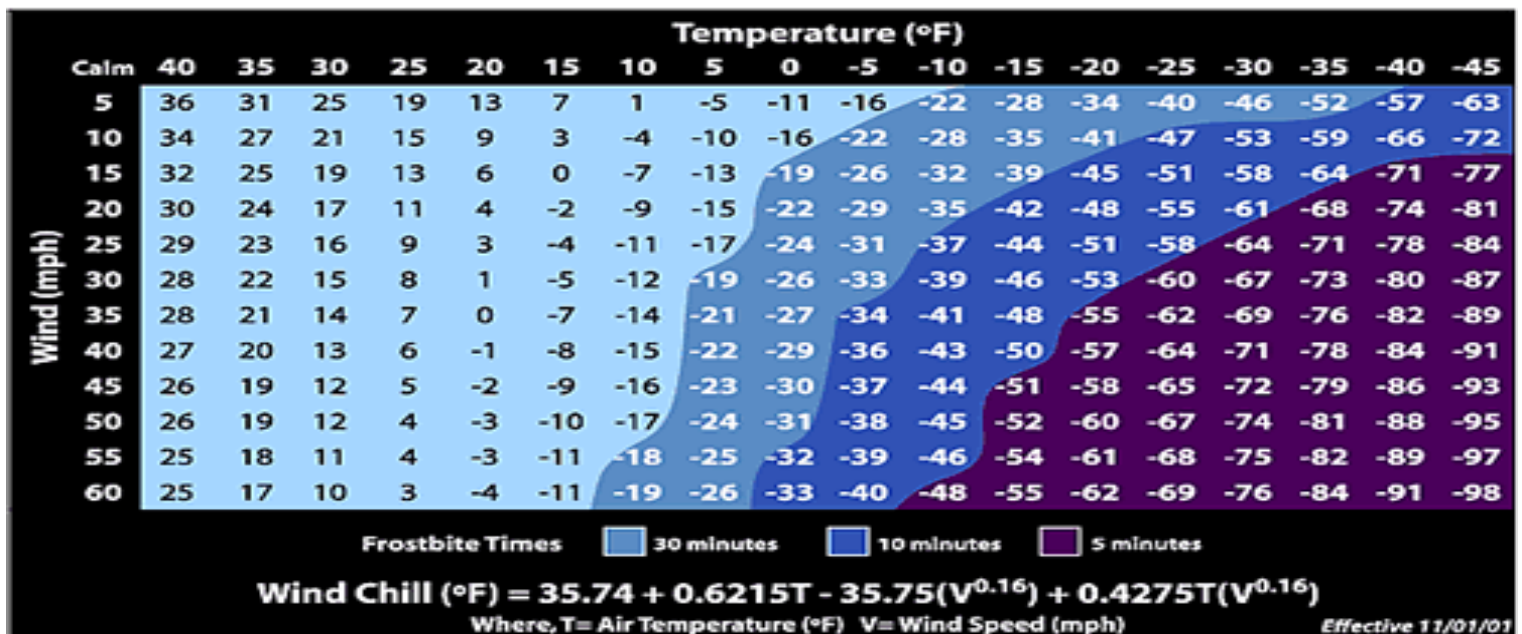 Temperature (°F)
Calm 40 35 30 25 20 15 10 5 0 -5 -10 -15 -20 -25 -30 -35 -40 -45
5 36 31 25 19 13 7 1 -5 -11 -16 -22 -28 -34 -40 -46 -52 -57 -63
10 34 27 21 15 9 3 -4 -10 -16 -22 -28 -35 -41 -47 -53 -59 -66 -72
15 32 25 19 13 6 0 -7 -13 -19 -26 -32 -39 -45 -51 -58 -64 -71 -77
20 30 24 17 11 4 -2 -9 -15 -22 -29 -35 -42 -48 -55 -61 -68 -74 -81
25 29 23 16 9 3 -4 -11 -17 -24 -31 -37 -44 -51 -58 -64 -71 -78 -84
30 28 22 15 8 1 -5 -12 -19 -26 -33 -39 -46 -53 -60 -67 -73 -80 -87
35 28 21 14 7 0 -7 -14 -21 -27 -34 -41 -48 -55 -62 -69 -76 -82 -89
40 27 20 13 6 -1 -8 -15 -22 -29 -36 -43 -50 -57 -64 -71 -78 -84 -91
45 26 19 12 5 -2 -9 -16 -23 -30 -37 -44 -51 -58 -65 -72 -79 -86 -93
50 26 19 12 4 -3 -10 -17 -24 -31 -38 -45 -52 -60 -67 -74 -81 -88 -95
55 25 18 11 4 -3 -11 -18 -25 -32 -39 -46 -54 -61 -68 -75 -82 -89 -97
60 25 17 10 3 -4 -11 -19 -26 -33 -40 -48 -55 -62 -69 -76 -84 -91 -98
Wind (mph)
Frostbite Times 30 minutes 10 minutes 5 minutes
Wind Chill (°F) = 35.74 + 0.6215T - 35.75(V^0.16) + 0.4275T(V^0.16)
Where, T= Air Temperature (°F) V= Wind Speed (mph) Effective 11/01/01